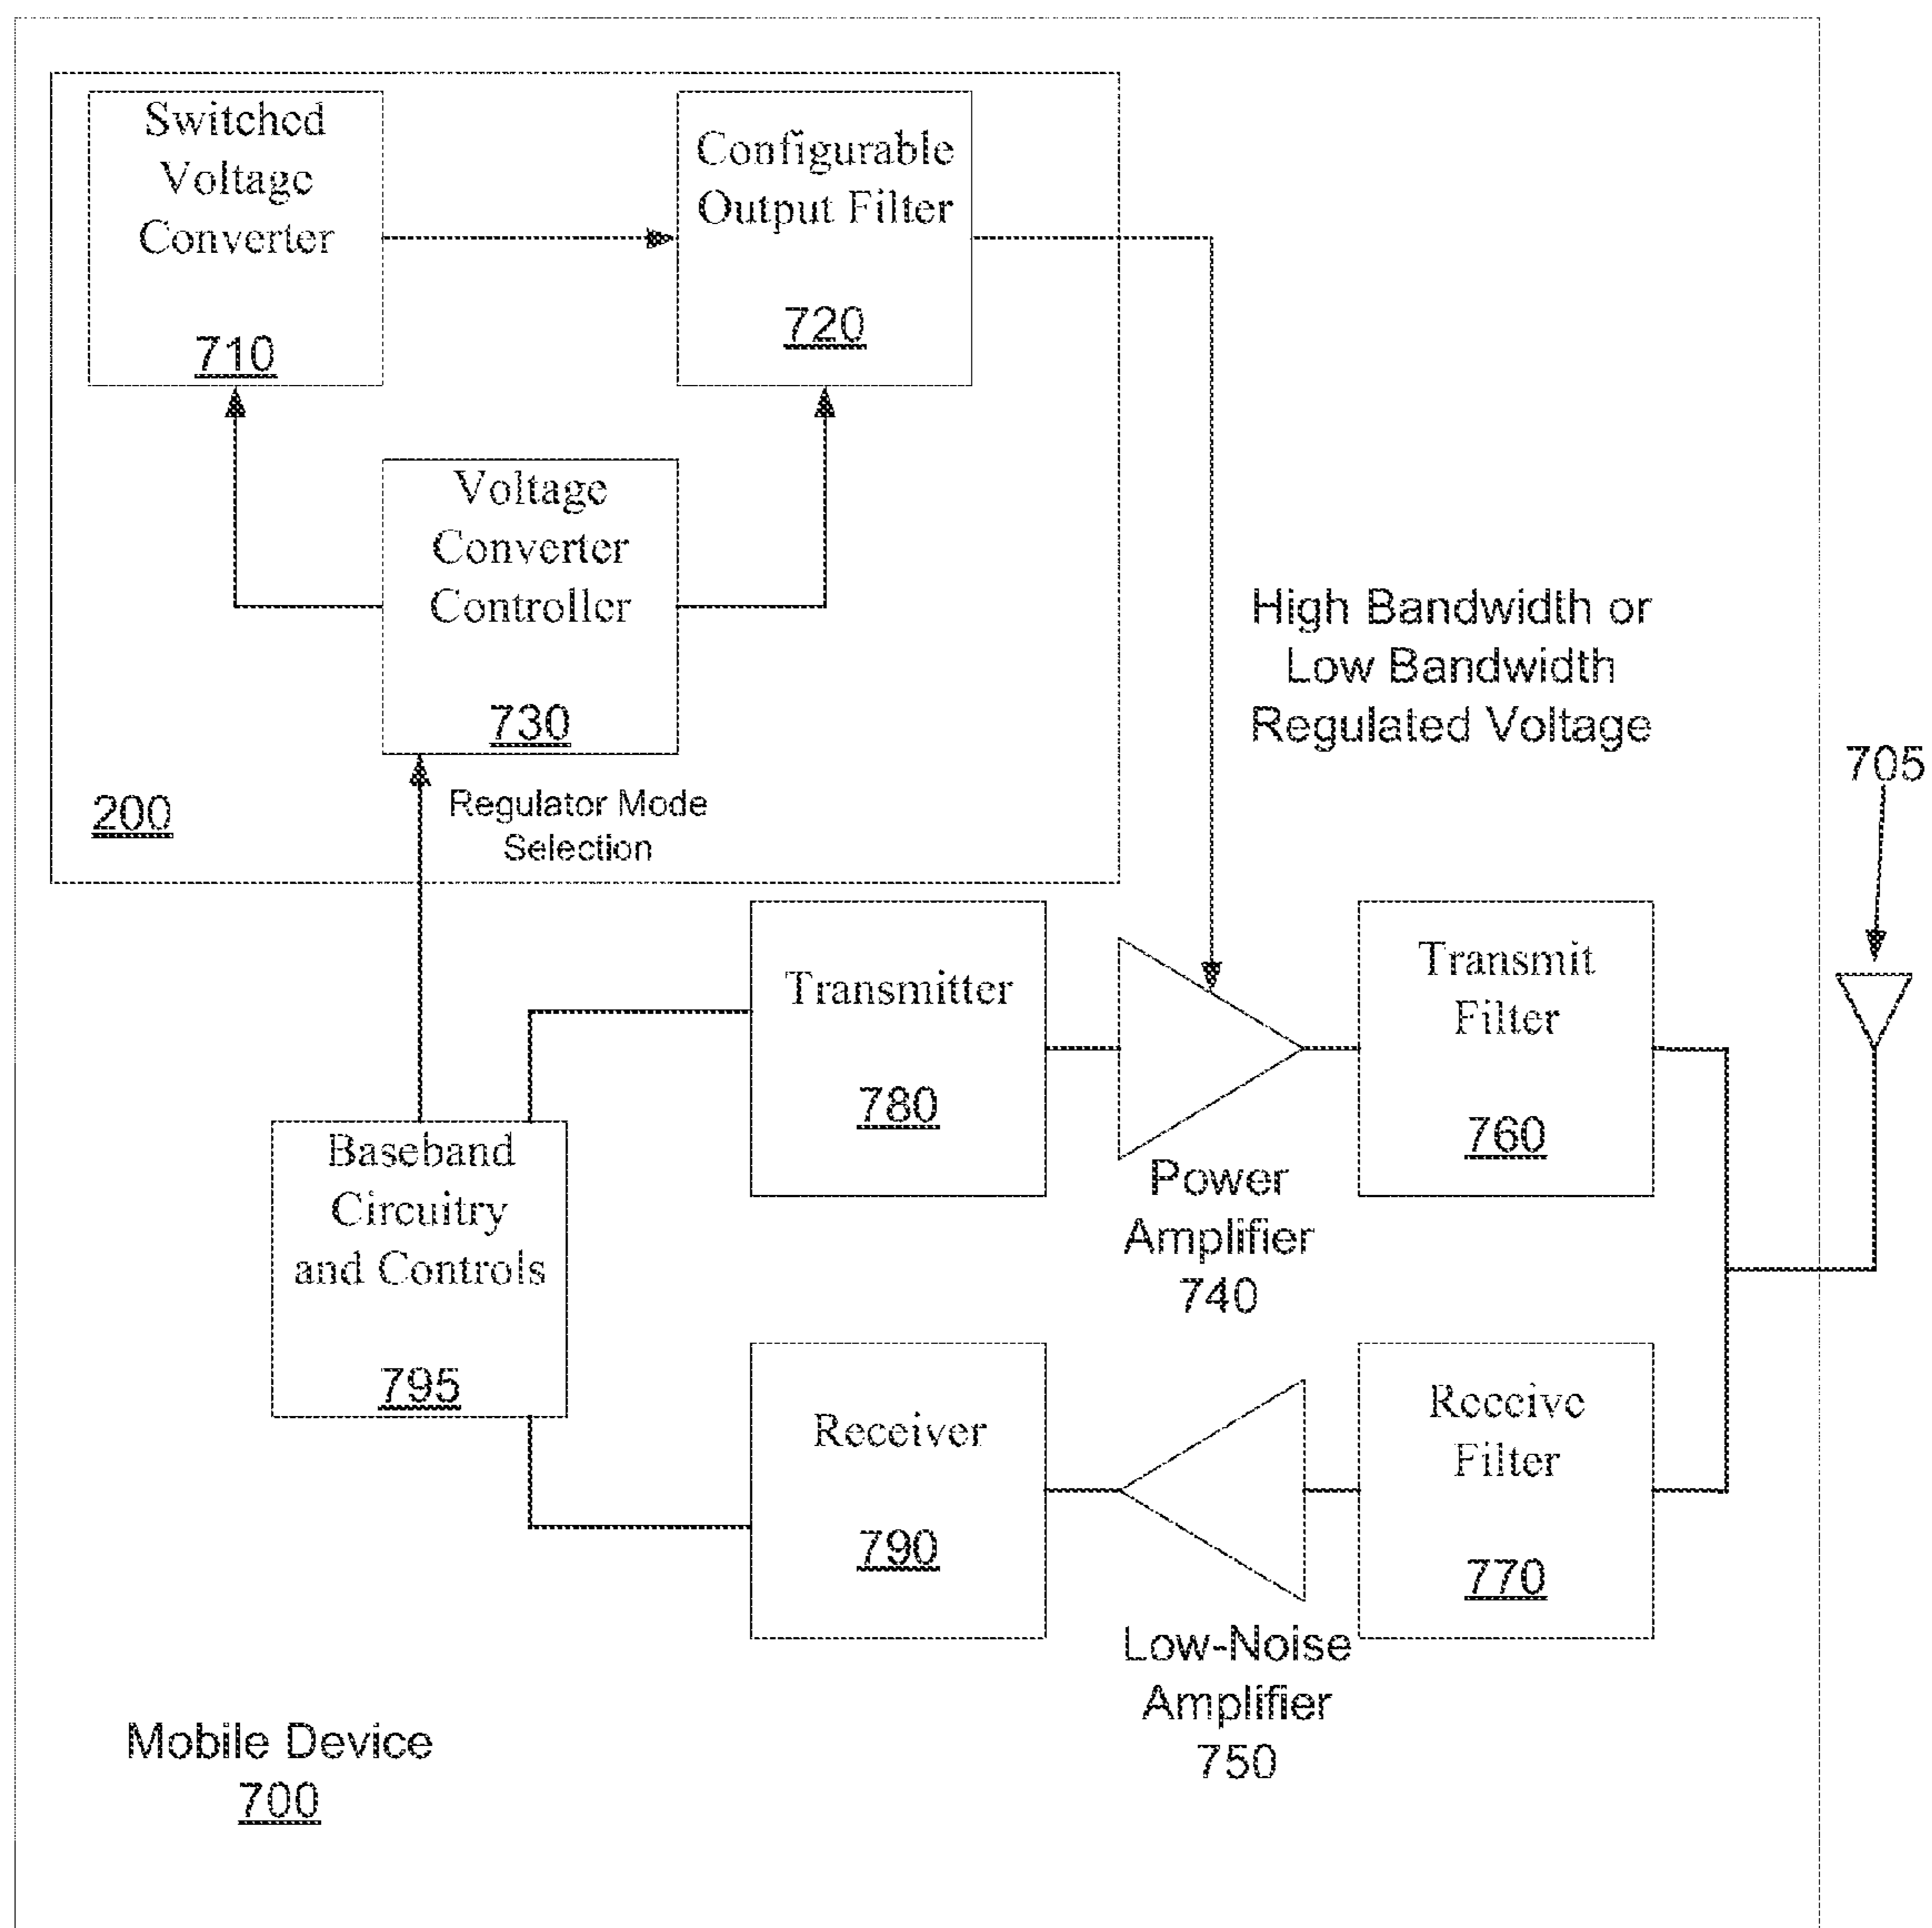 Switched
Voltage
Converter
710
Configurable
Output Filter
720
Voltage
Converter
Controller
730
200
Regulator Mode
Selection
High Bandwidth or
Low Bandwidth
Regulated Voltage
705
Transmitter
780
Power
Amplifier
740
Transmit
Filter
760
Baseband
Circuitry
and Controls
795
Receiver
790
Low-Noise
Amplifier
750
Receive
Filter
770
Mobile Device
700